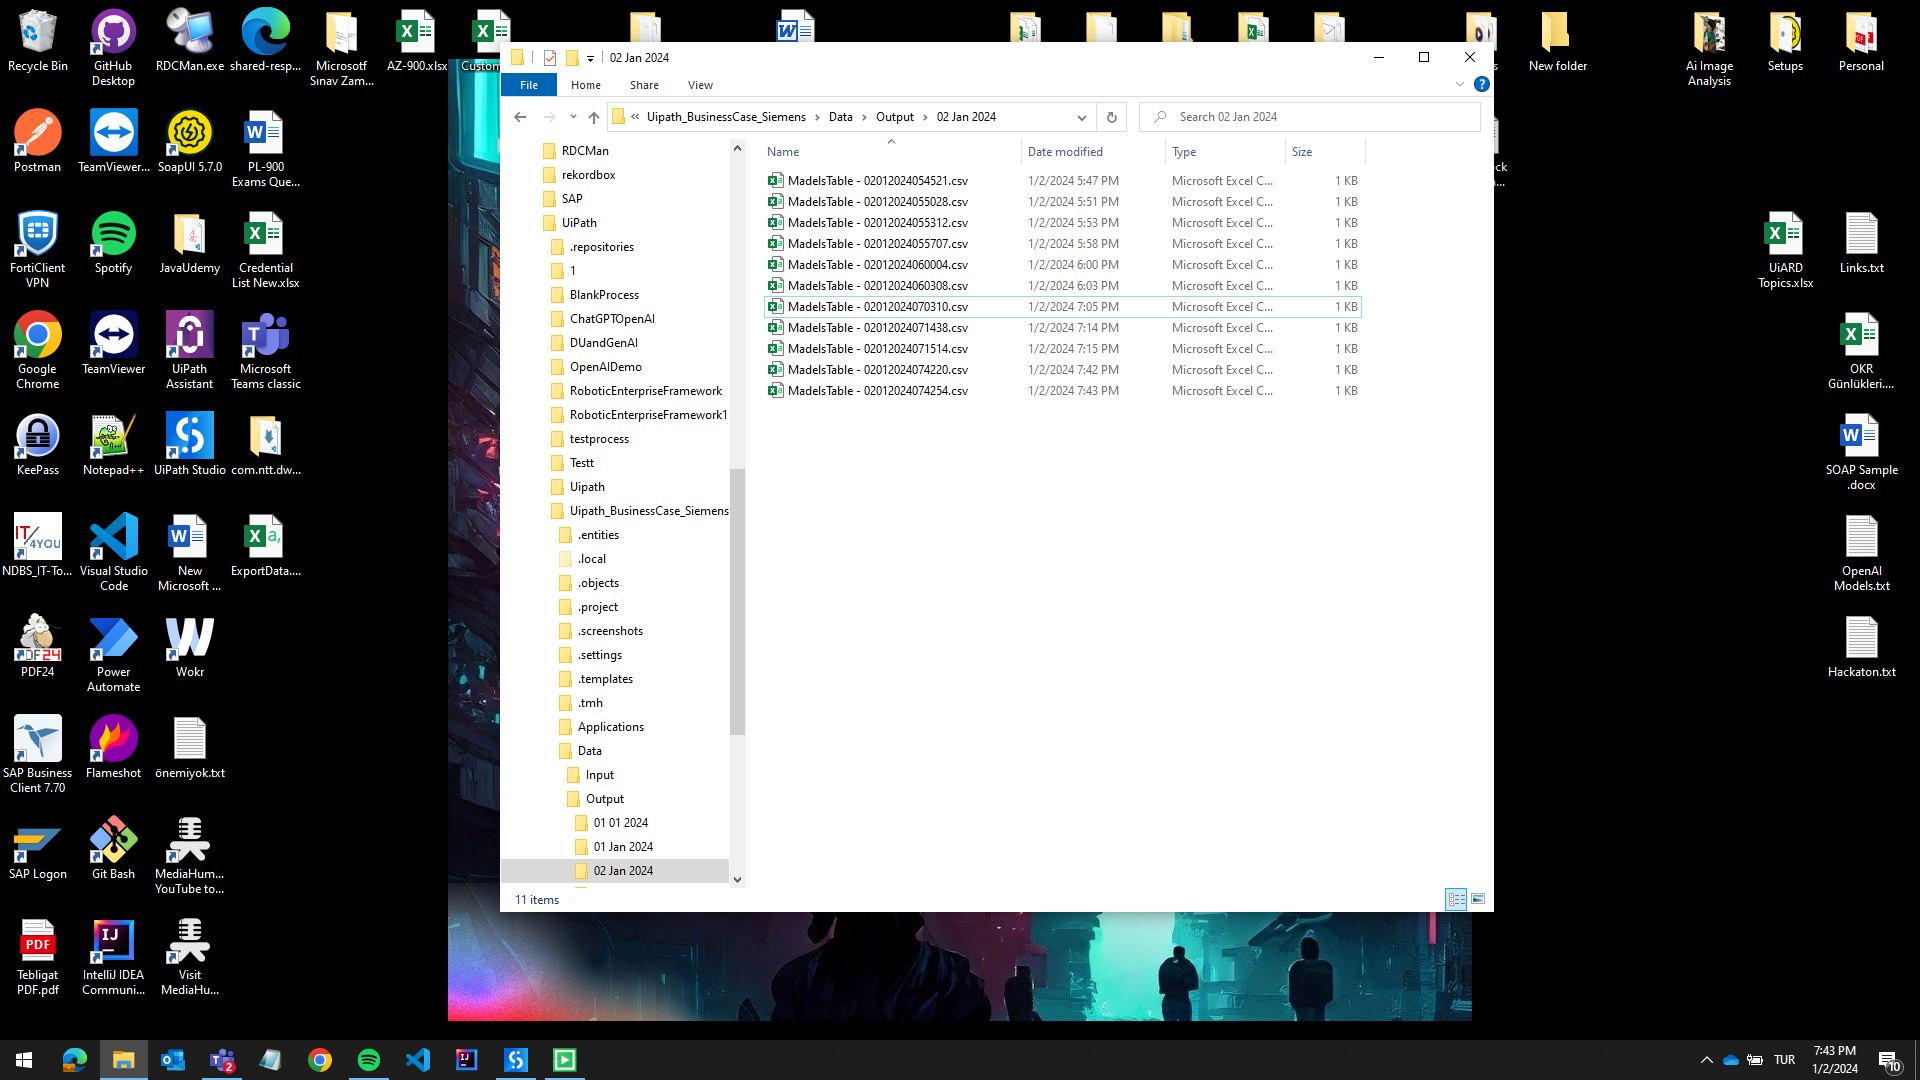 Recycle Bin
GitHub
Desktop
RDCMan.exe
shared-resp...
Microsoft
Sınav Zam...
AZ-900.xlsx
Custom
New folder
Ai Image
Analysis
Setups
Personal
Postman
TeamViewer...
SoapUI 5.7.0
PL-900
Exams Que...
FortiClient
VPN
Spotify
JavaUdemy
Credential
List New.xlsx
Google
Chrome
TeamViewer
UiPath
Assistant
Microsoft
Teams classic
KeePass
Notepad++
UiPath Studio
com.ntt.dw...
NDBS_IT-To...
Visual Studio
Code
New
Microsoft ...
ExportData....
PDF24
Power
Automate
Wokr
SAP Business
Client 7.70
Flameshot
önemiyok.txt
SAP Logon
Git Bash
MediaHum...
YouTube to...
Tebligat
PDF.pdf
IntelliJ IDEA
Communi...
Visit
MediaHu...
02 Jan 2024
File
Home
Share
View
Uipath_BusinessCase_Siemens
Data
Output
02 Jan 2024
Search 02 Jan 2024
RDCMan
rekordbox
SAP
UiPath
.repositories
1
BlankProcess
ChatGPTOpenAI
DUandGenAI
OpenAIDemo
RoboticEnterpriseFramework
RoboticEnterpriseFramework1
testprocess
Testt
Uipath
Uipath_BusinessCase_Siemens
.entities
.local
.objects
.project
.screenshots
.settings
.templates
.tmh
Applications
Data
Input
Output
01 01 2024
01 Jan 2024
02 Jan 2024
Name Date modified Type Size
MadelsTable - 02012024054521.csv 1/2/2024 5:47 PM Microsoft Excel C... 1 KB
MadelsTable - 02012024055028.csv 1/2/2024 5:51 PM Microsoft Excel C... 1 KB
MadelsTable - 02012024055312.csv 1/2/2024 5:53 PM Microsoft Excel C... 1 KB
MadelsTable - 02012024055707.csv 1/2/2024 5:58 PM Microsoft Excel C... 1 KB
MadelsTable - 02012024060004.csv 1/2/2024 6:00 PM Microsoft Excel C... 1 KB
MadelsTable - 02012024060308.csv 1/2/2024 6:03 PM Microsoft Excel C... 1 KB
MadelsTable - 02012024070310.csv 1/2/2024 7:05 PM Microsoft Excel C... 1 KB
MadelsTable - 02012024071438.csv 1/2/2024 7:14 PM Microsoft Excel C... 1 KB
MadelsTable - 02012024071514.csv 1/2/2024 7:15 PM Microsoft Excel C... 1 KB
MadelsTable - 02012024074220.csv 1/2/2024 7:42 PM Microsoft Excel C... 1 KB
MadelsTable - 02012024074254.csv 1/2/2024 7:43 PM Microsoft Excel C... 1 KB
11 items
UiARD
Topics.xlsx
Links.txt
OKR
Günlükleri....
SOAP Sample
.docx
OpenAI
Models.txt
Hackaton.txt
2
TUR
7:43 PM
1/2/2024
10